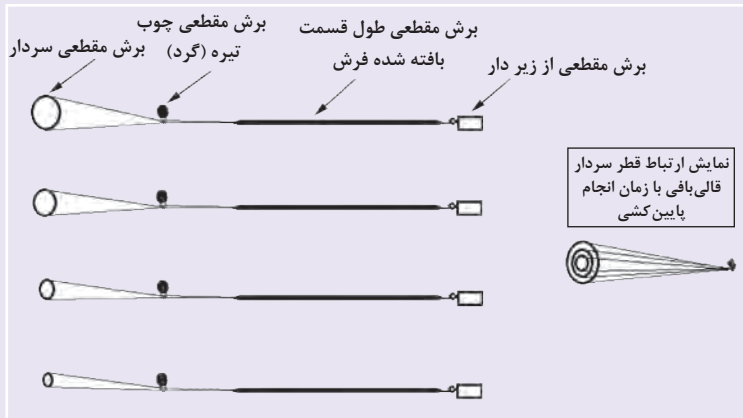 برش مقطعی سردار
برش مقطعی چوب
تیره (گرد)
برش مقطعی طول قسمت
بافته شده فرش
برش مقطعی از زیر دار
نمایش ارتباط قطر سردار
قالی‌بافی با زمان انجام
پایین‌کشی